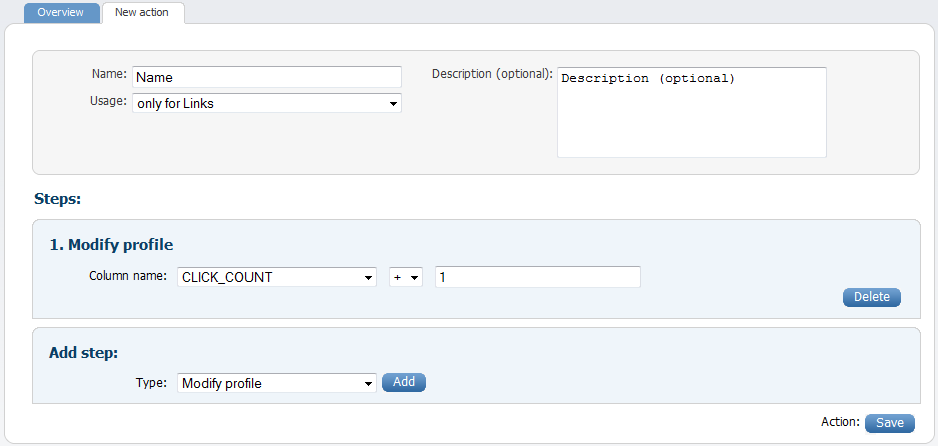 Overview New action
Name: Name Description (optional): Description (optional)
Usage: only for Links
Steps:
1. Modify profile
Column name: CLICK_COUNT + 1
Delete
Add step:
Type: Modify profile Add
Action: Save